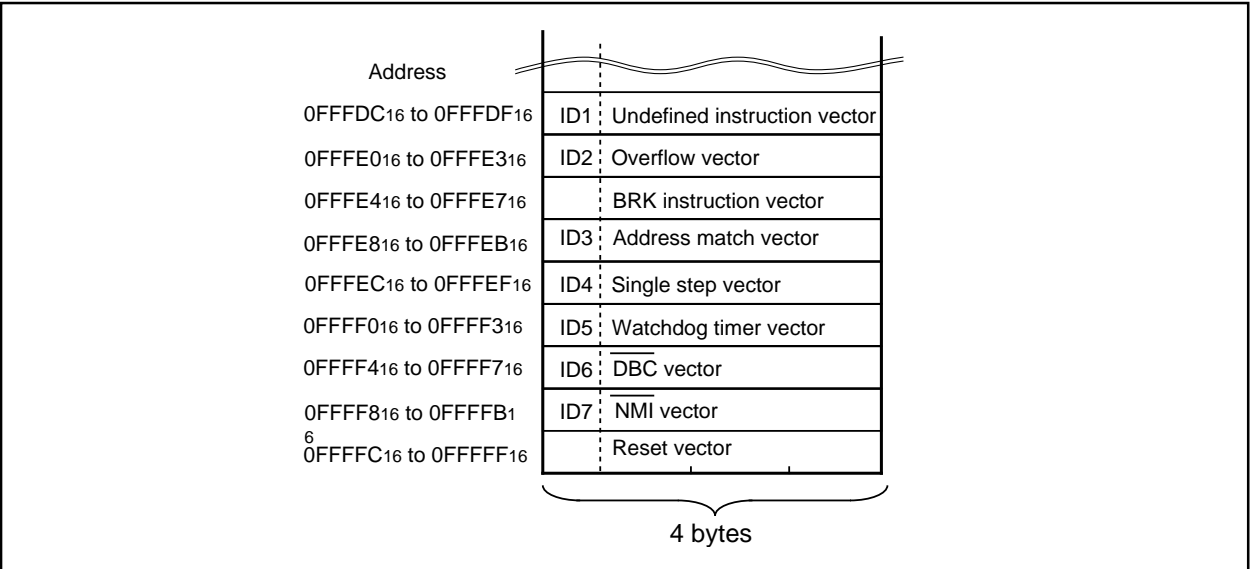 Address
0FFFDC16 to 0FFFDF16 ID1 Undefined instruction vector
0FFFE016 to 0FFFE316 ID2 Overflow vector
0FFFE416 to 0FFFE716 BRK instruction vector
0FFFE816 to 0FFFEB16 ID3 Address match vector
0FFFEC16 to 0FFFEF16 ID4 Single step vector
0FFFF016 to 0FFFF316 ID5 Watchdog timer vector
0FFFF416 to 0FFFF716 ID6 DBC vector
0FFFF816 to 0FFFFB1 ID7 NMI vector
6
0FFFFC16 to 0FFFFF16 Reset vector
4 bytes